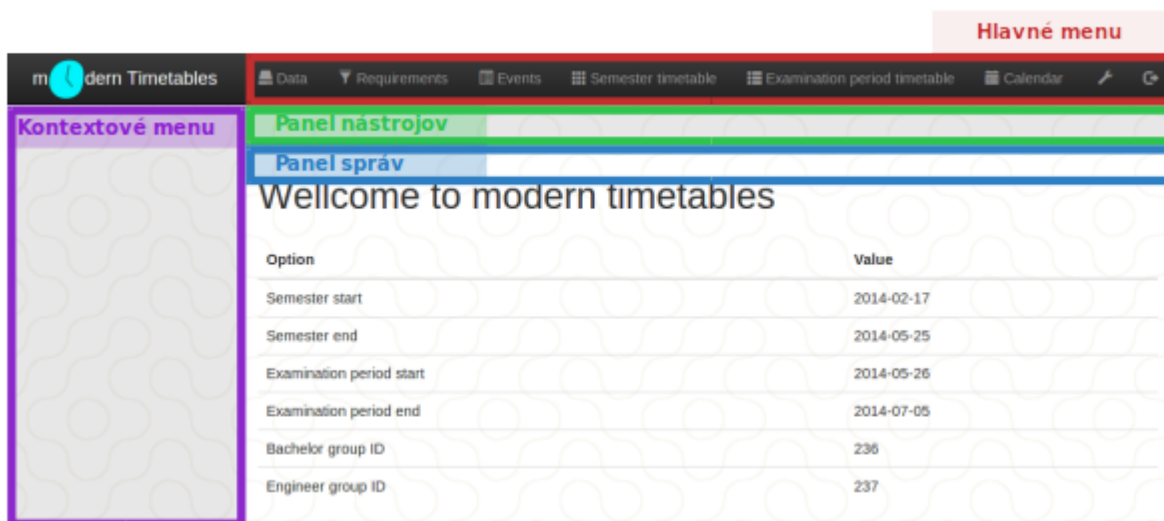 Hlavné menu
m dern Timetables Data Requirements Events Semester timetable Examination period timetable Calendar
Kontextové menu
Panel nástrojov
Panel správ
Wellcome to modern timetables
Option Value
Semester start 2014-02-17
Semester end 2014-05-25
Examination period start 2014-05-26
Examination period end 2014-07-05
Bachelor group ID 236
Engineer group ID 237